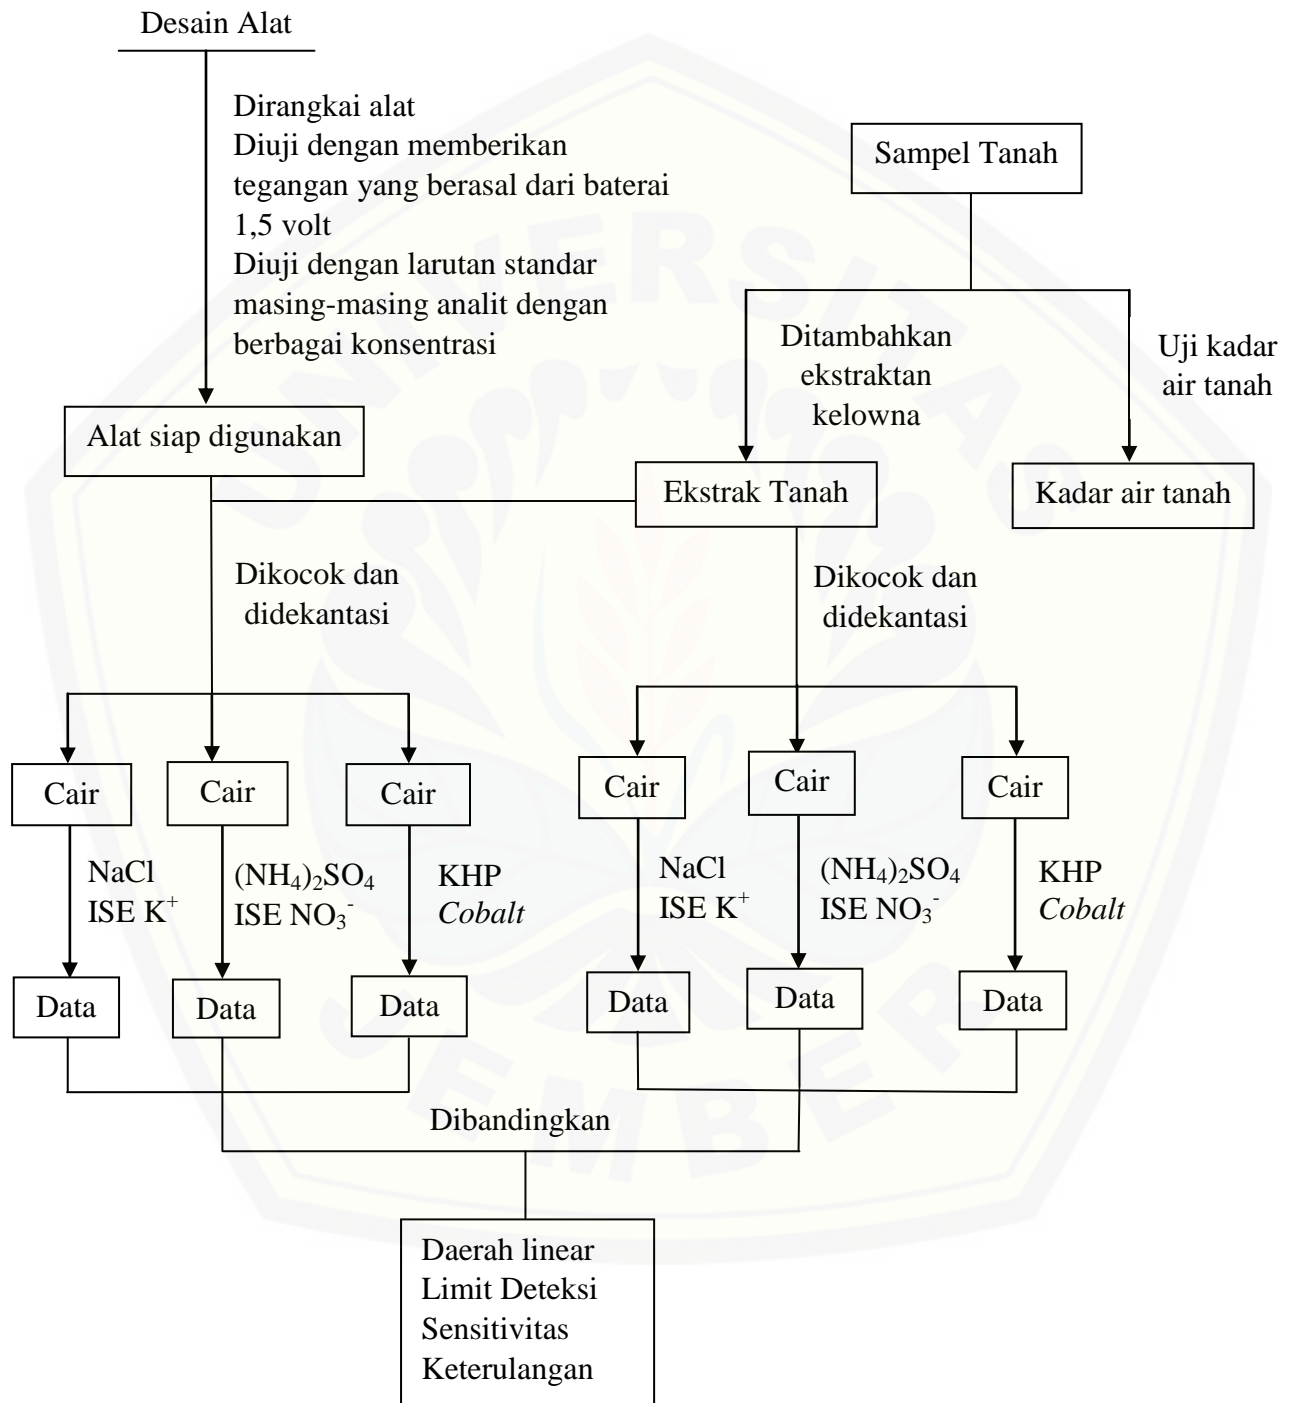 Desain Alat
Dirangkai alat
Diuji dengan memberikan
tegangan yang berasal dari baterai
1,5 volt
Diuji dengan larutan standar
masing-masing analit dengan
berbagai konsentrasi
Sampel Tanah
Ditambahkan
ekstraktan
kelowna
Uji kadar
air tanah
Alat siap digunakan
Ekstrak Tanah
Kadar air tanah
Dikocok dan
didekantasi
Dikocok dan
didekantasi
Cair
Cair
Cair
Cair
Cair
Cair
NaCl
ISE K⁺
(NH₄)₂SO₄
ISE NO₃⁻
KHP
Cobalt
NaCl
ISE K⁺
(NH₄)₂SO₄
ISE NO₃⁻
KHP
Cobalt
Data
Data
Data
Data
Data
Data
Dibandingkan
Daerah linear
Limit Deteksi
Sensitivitas
Keterulangan
UNIVERSITAS
JEMBER